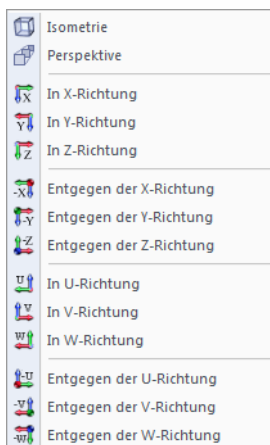 Isometrie
Perspektive
X In X-Richtung
Y In Y-Richtung
Z In Z-Richtung
-X Entgegen der X-Richtung
-Y Entgegen der Y-Richtung
-Z Entgegen der Z-Richtung
U In U-Richtung
V In V-Richtung
W In W-Richtung
-U Entgegen der U-Richtung
-V Entgegen der V-Richtung
-W Entgegen der W-Richtung